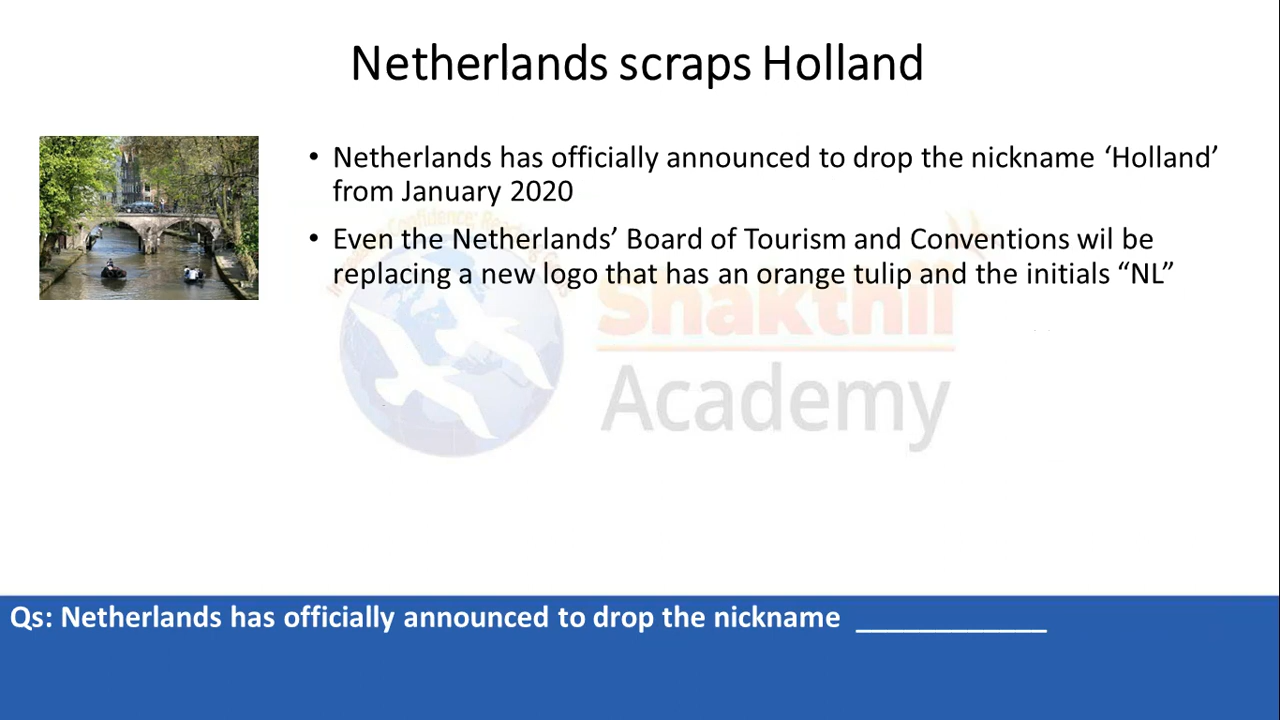 Netherlands scraps Holland
• Netherlands has officially announced to drop the nickname ‘Holland’
from January 2020
• Even the Netherlands’ Board of Tourism and Conventions wil be
replacing a new logo that has an orange tulip and the initials “NL”
Shakthii
Academy
Qs: Netherlands has officially announced to drop the nickname ____________